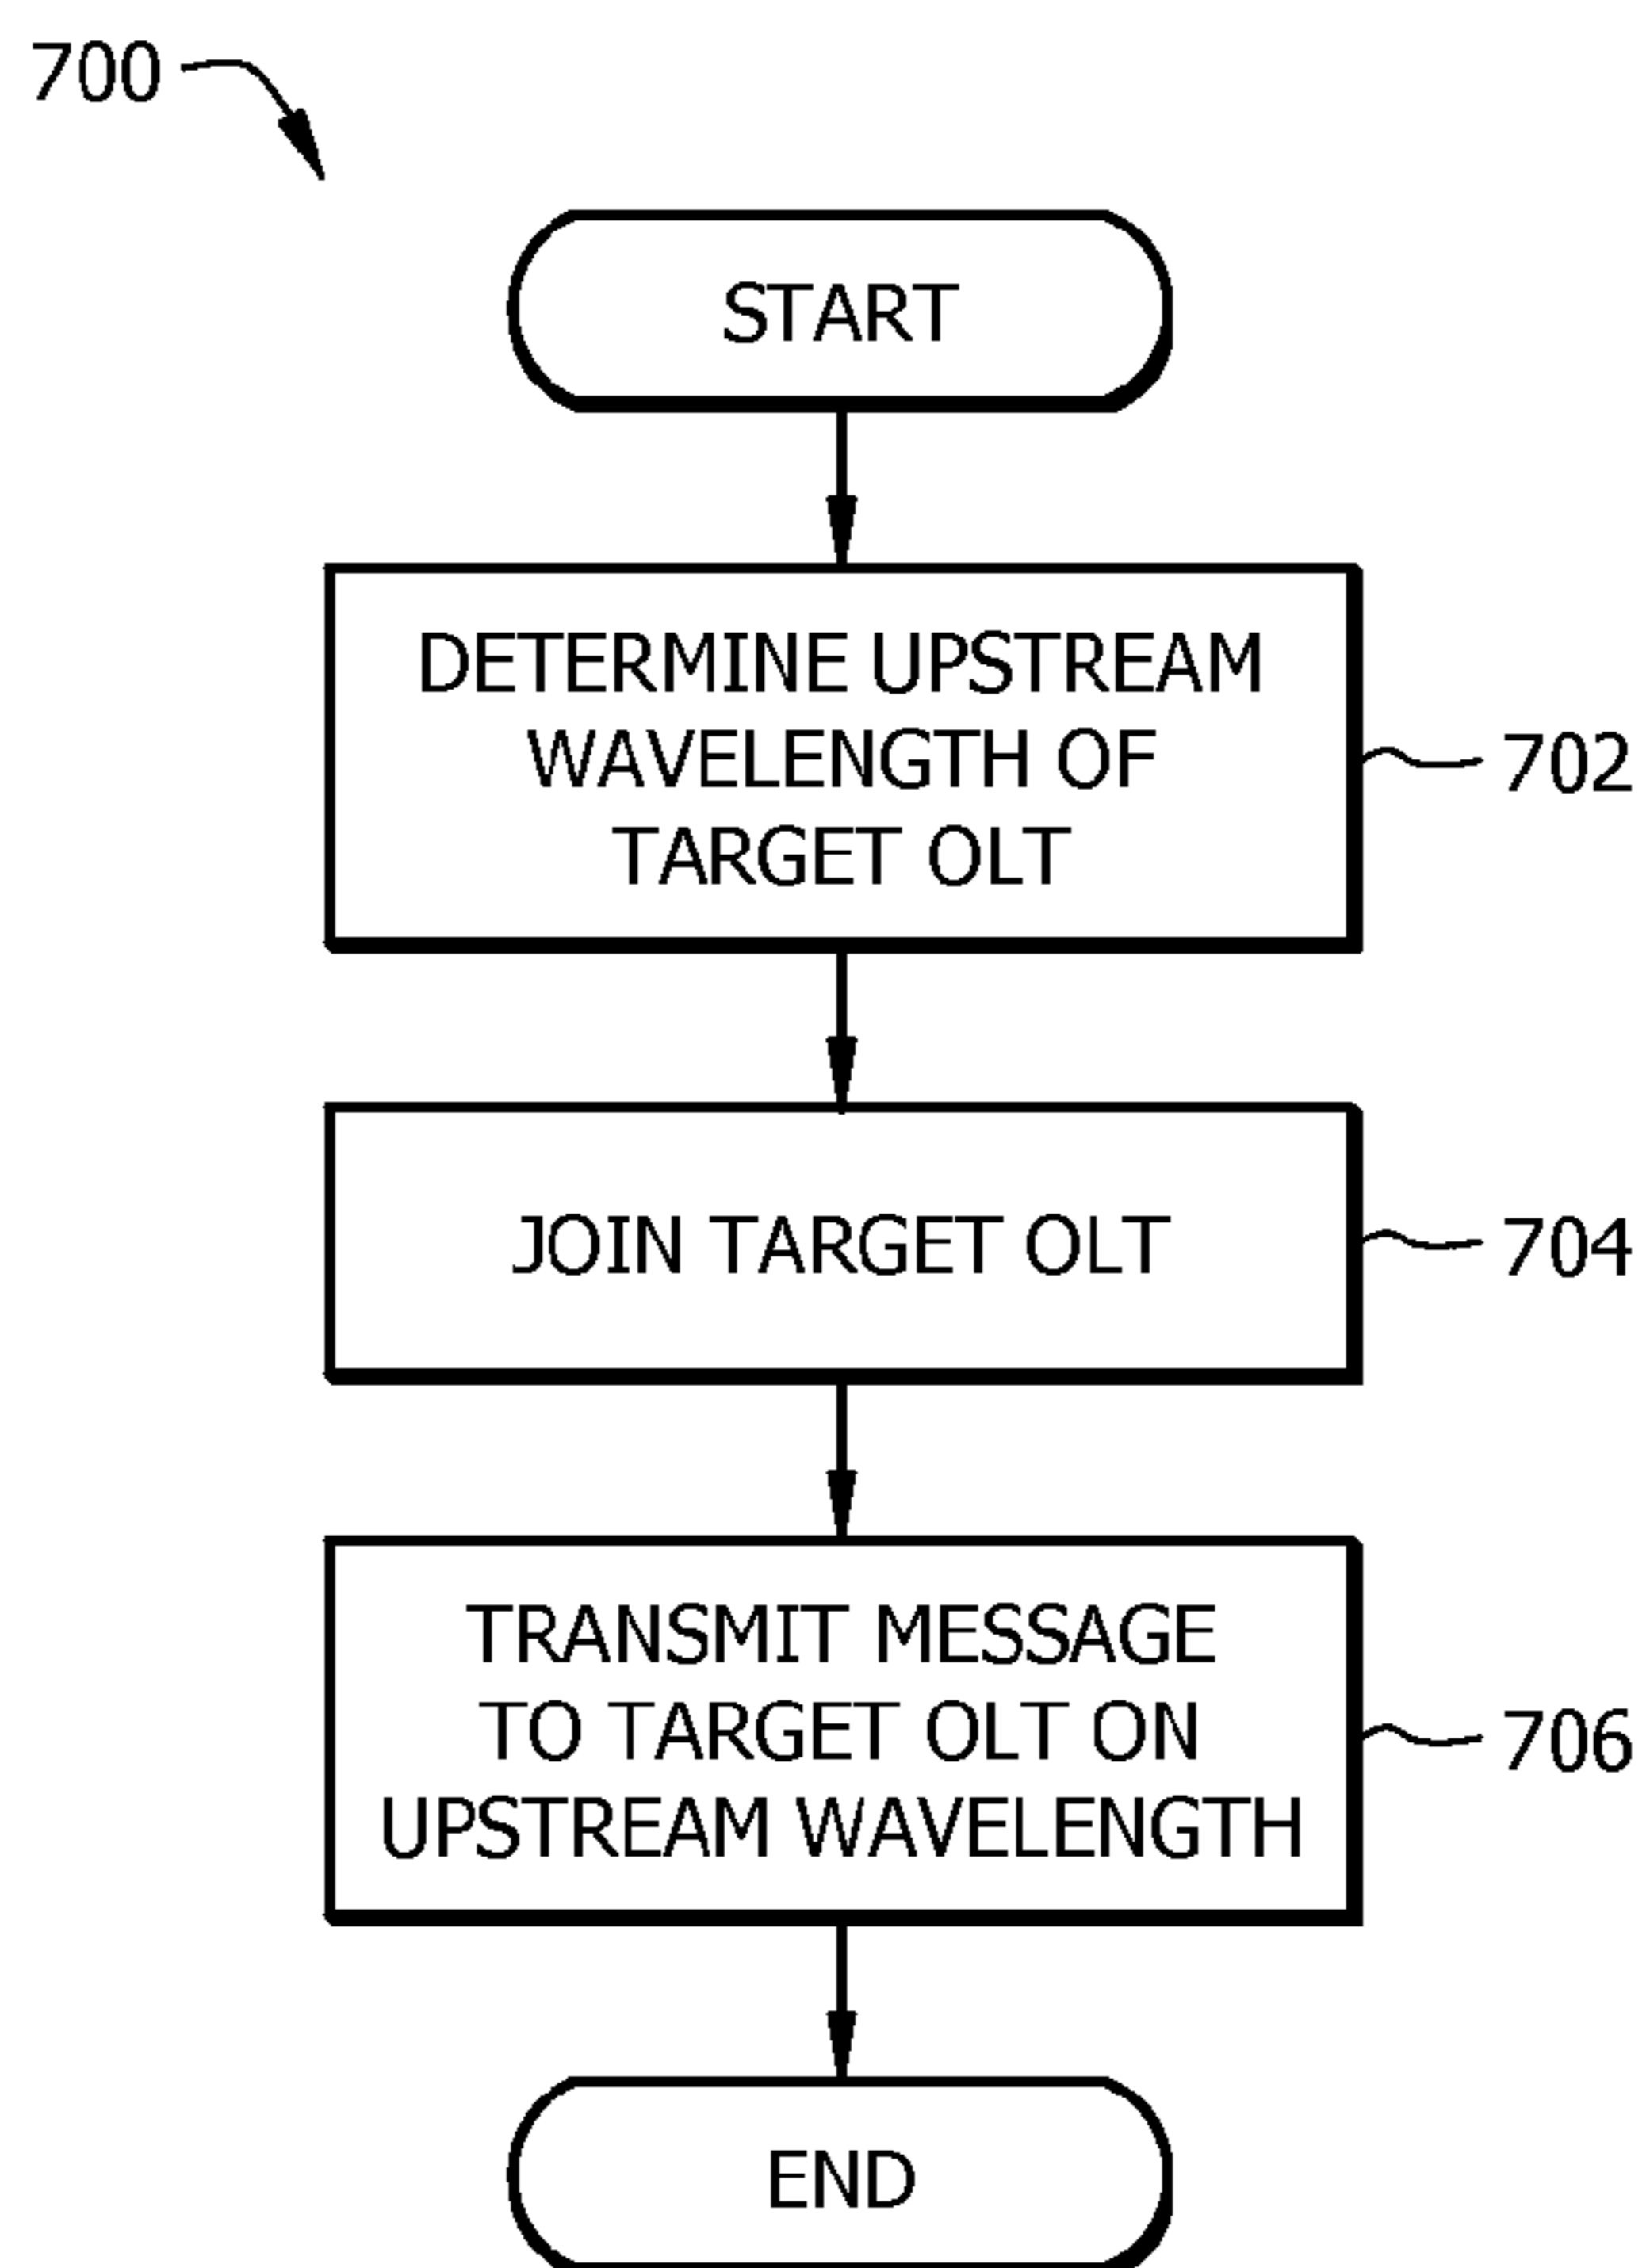 700
START
DETERMINE UPSTREAM
WAVELENGTH OF
TARGET OLT
702
JOIN TARGET OLT
704
TRANSMIT MESSAGE
TO TARGET OLT ON
UPSTREAM WAVELENGTH
706
END